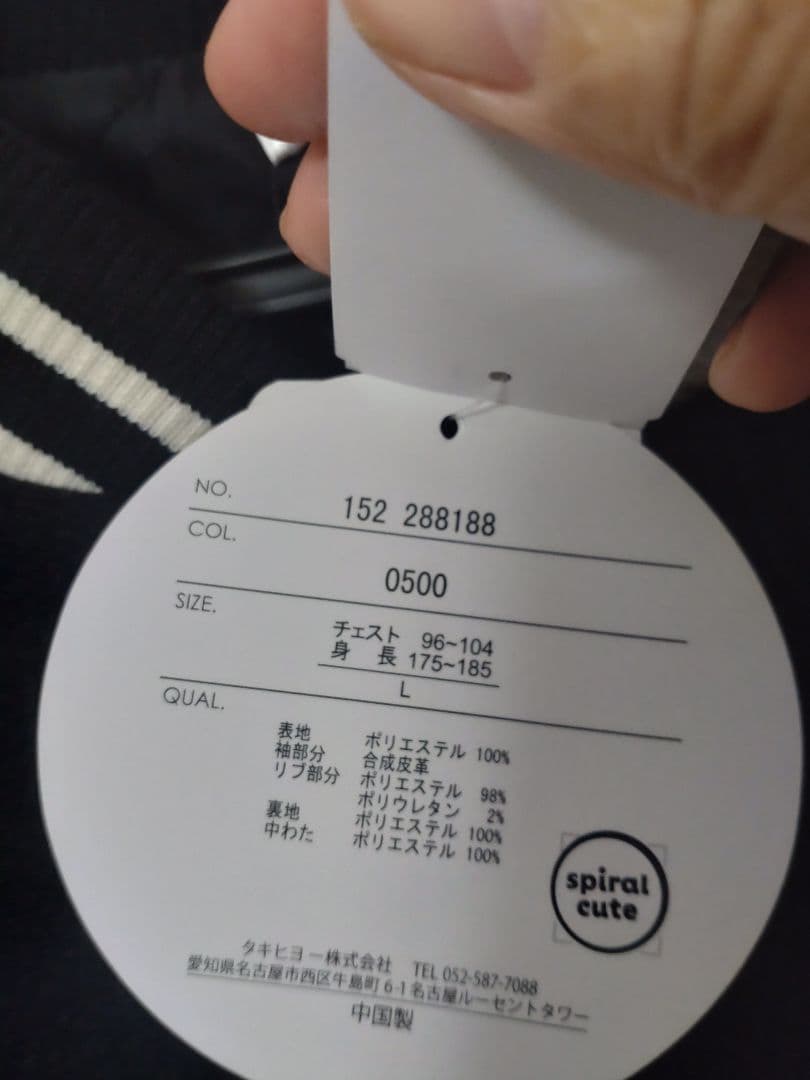 NO. 152 288188
COL. 0500
SIZE. チェスト 96~104
身 長 175~185
L
QUAL.
表地 ポリエステル 100%
袖部分 合成皮革
リブ部分 ポリエステル 98%
ポリウレタン 2%
裏地 ポリエステル 100%
中わた ポリエステル 100%
spiral
cute
タキヒヨー株式会社 TEL 052-587-7088
愛知県名古屋市西区牛島町 6-1 名古屋ルーセントタワー
中国製